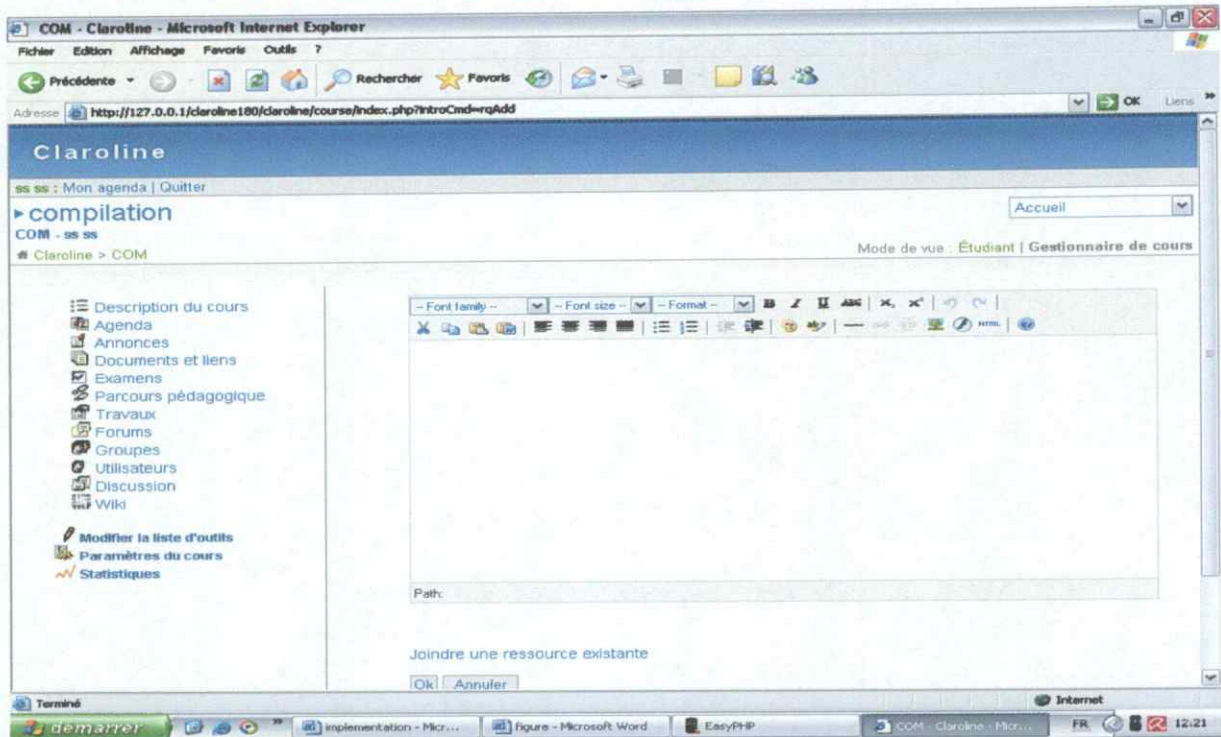 COM - Claroline - Microsoft Internet Explorer
Fichier Edition Affichage Favoris Outils ?
Précédente Rechercher Favoris
Adresse http://127.0.0.1/claroline180/claroline/course/index.php?introCmd=rqAdd OK Liens »
Claroline
ss ss : Mon agenda | Quitter
compilation Accueil
COM - ss ss
Claroline > COM Mode de vue : Étudiant | Gestionnaire de cours
Description du cours
Agenda
Annonces
Documents et liens
Examens
Parcours pédagogique
Travaux
Forums
Groupes
Utilisateurs
Discussion
Wiki
Modifier la liste d'outils
Paramètres du cours
Statistiques
-- Font family -- -- Font size -- -- Format -- B I U ABC
HTML
Path:
Joindre une ressource existante
Ok Annuler
Terminé Internet
démarrer » implementation - Micr... figure - Microsoft Word EasyPHP COM - Claroline - Micr... FR 12:21